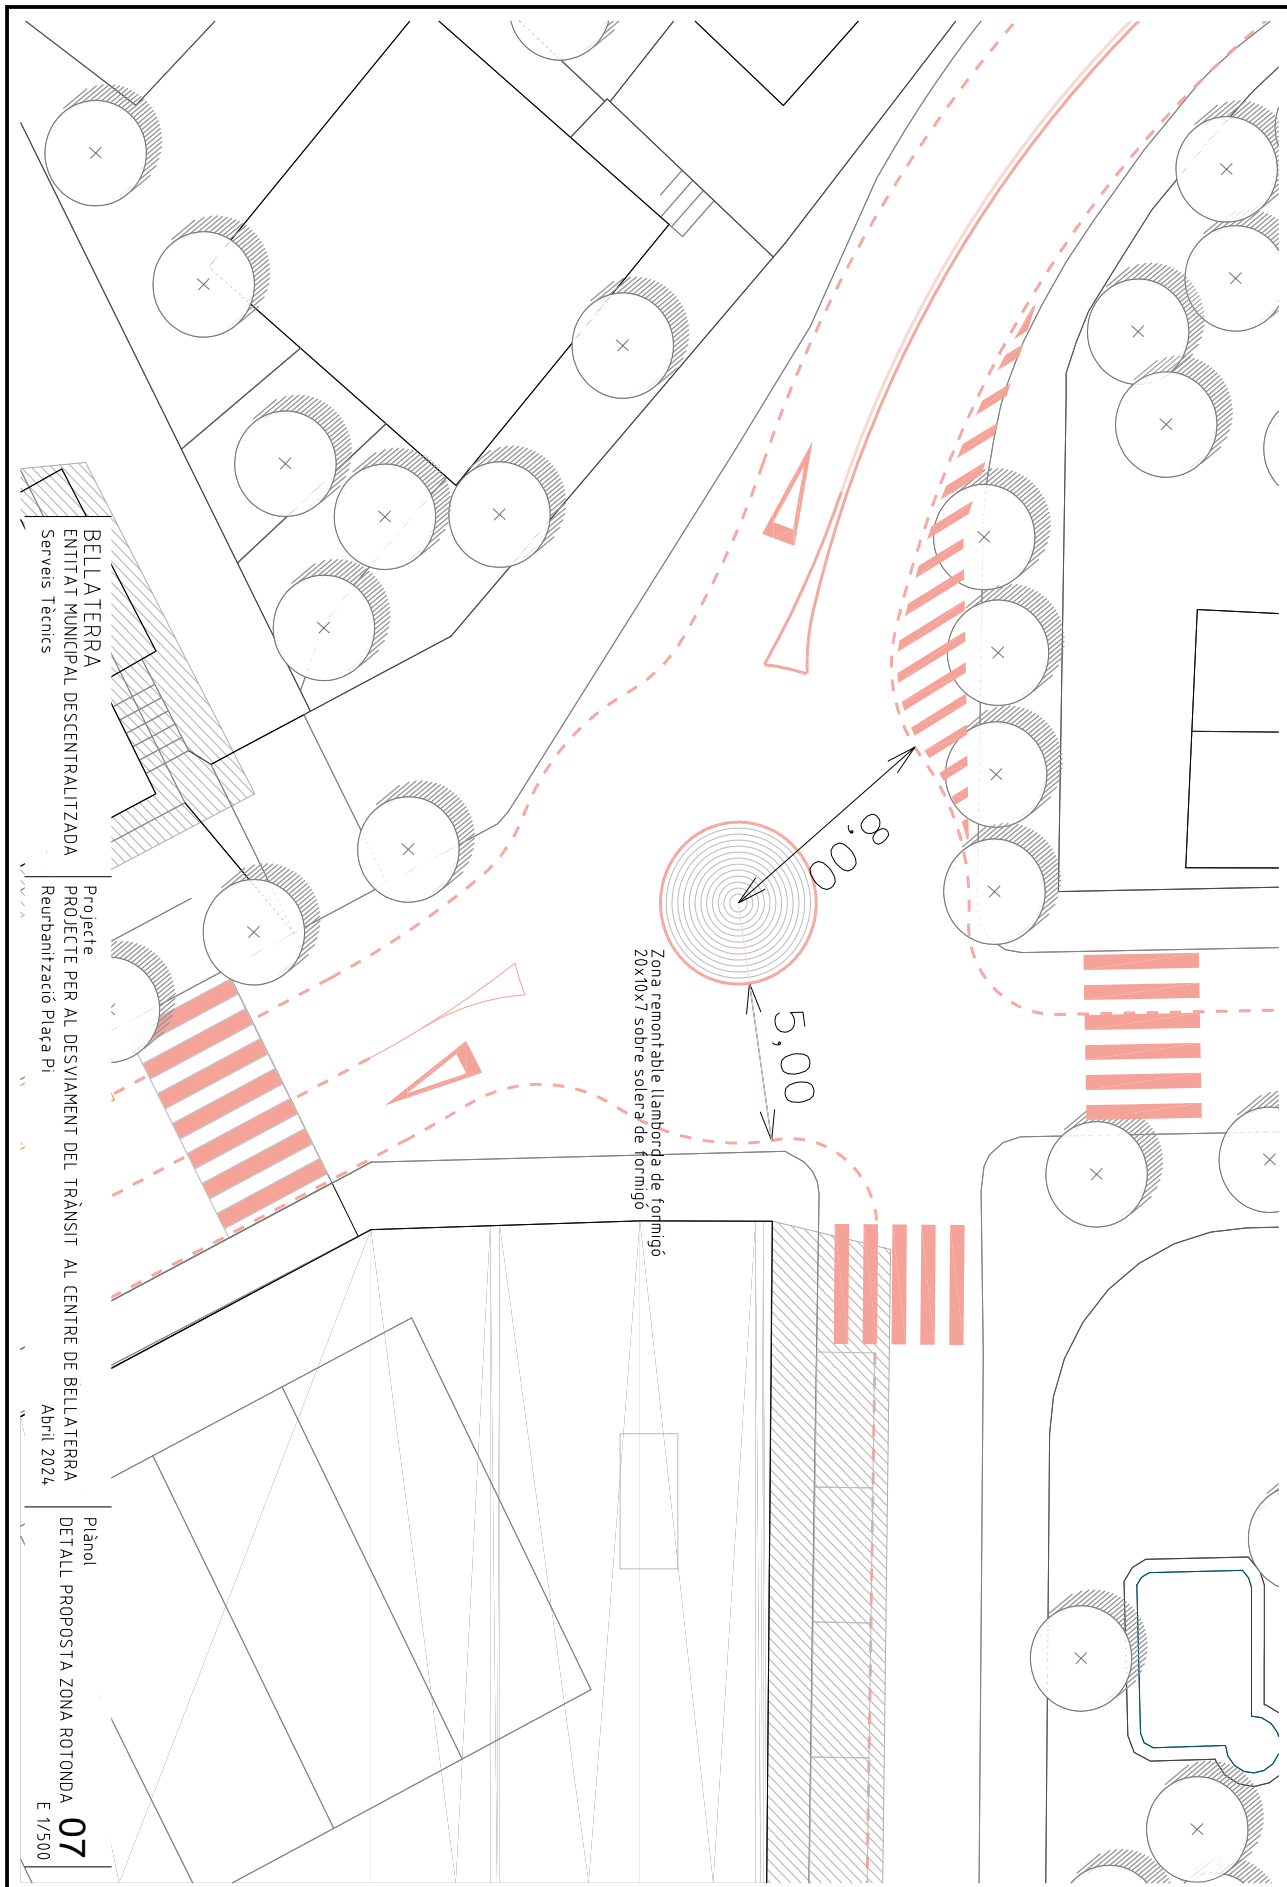 8,00
5,00
Zona remontable llamborda de formigó
20x10x7 sobre solera de formigó
BELLATERRA
ENTITAT MUNICIPAL DESCENTRALITZADA
Serveis Tècnics
Projecte
PROJECTE PER AL DESVIAMENT DEL TRÀNSIT AL CENTRE DE BELLATERRA
Reurbanització Plaça Pi
Abril 2024
Plànol
DETALL PROPOSTA ZONA ROTONDA
07
E 1/500